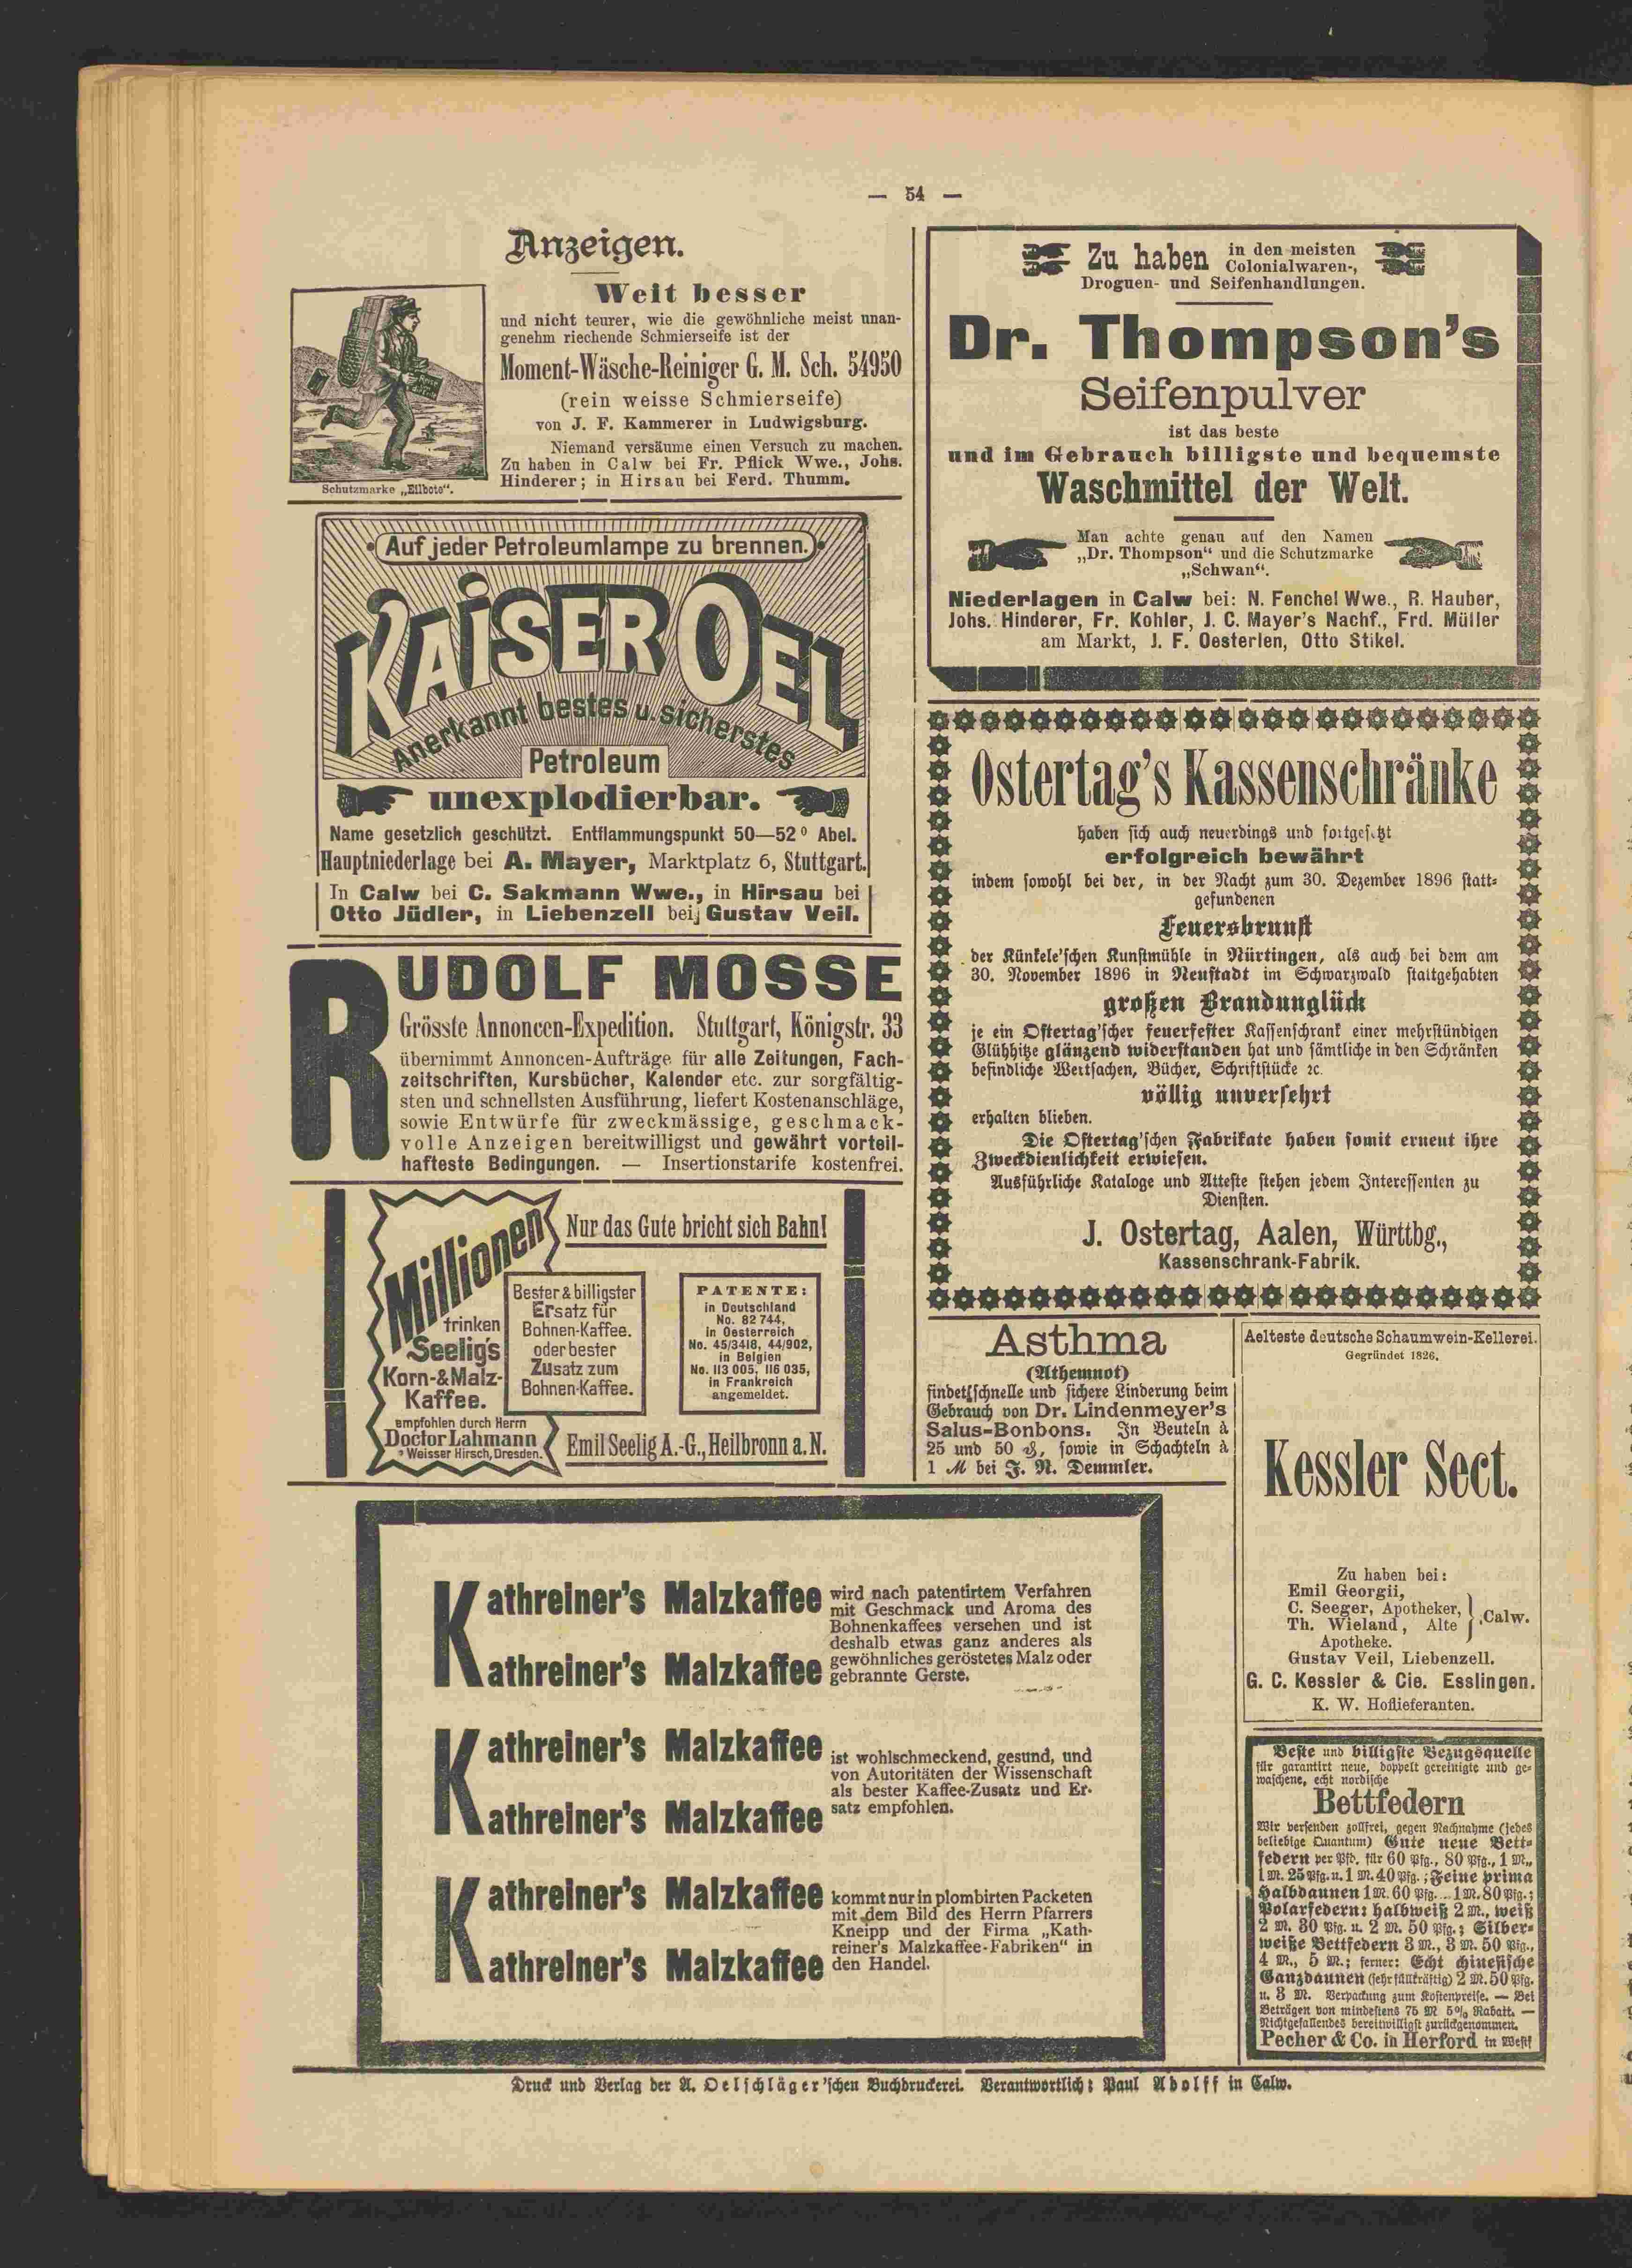 — 54 —
Anzeigen.
Weit besser
und nicht teurer, wie die gewöhnliche meist unan-
genehm riechende Schmierseife ist der
Moment-Wäsche-Reiniger G. M. Sch. 54950
(rein weisse Schmierseife)
von J. F. Kammerer in Ludwigsburg.
Niemand versäume einen Versuch zu machen.
Zu haben in Calw bei Fr. Pflick Wwe., Johs.
Hinderer; in Hirsau bei Ferd. Thumm.
Schutzmarke „Eilbote“.
Auf jeder Petroleumlampe zu brennen.
KAISER OEL
Anerkannt bestes u. sicherstes
Petroleum
unexplodierbar.
Name gesetzlich geschützt. Entflammungspunkt 50—52° Abel.
Hauptniederlage bei A. Mayer, Marktplatz 6, Stuttgart.
In Calw bei C. Sakmann Wwe., in Hirsau bei
Otto Jüdler, in Liebenzell bei Gustav Veil.
RUDOLF MOSSE
Grösste Annoncen-Expedition. Stuttgart, Königstr. 33
übernimmt Annoncen-Aufträge für alle Zeitungen, Fach-
zeitschriften, Kursbücher, Kalender etc. zur sorgfältig-
sten und schnellsten Ausführung, liefert Kostenanschläge,
sowie Entwürfe für zweckmässige, geschmack-
volle Anzeigen bereitwilligst und gewährt vorteil-
hafteste Bedingungen. — Insertionstarife kostenfrei.
Millionen
trinken
Seelig's
Korn-& Malz-
Kaffee.
empfohlen durch Herrn
Doctor Lahmann
Weisser Hirsch, Dresden.
Nur das Gute bricht sich Bahn!
Bester & billigster
Ersatz für
Bohnen-Kaffee.
oder bester
Zusatz zum
Bohnen-Kaffee.
PATENTE:
in Deutschland
No. 82 744,
in Oesterreich
No. 45/3418, 44/902,
in Belgien
No. 113 005, 116 035,
in Frankreich
angemeldet.
Emil Seelig A.-G., Heilbronn a. N.
Zu haben in den meisten
Colonialwaren-,
Droguen- und Seifenhandlungen.
Dr. Thompson's
Seifenpulver
ist das beste
und im Gebrauch billigste und bequemste
Waschmittel der Welt.
Man achte genau auf den Namen
„Dr. Thompson“ und die Schutzmarke
„Schwan“.
Niederlagen in Calw bei: N. Fenchel Wwe., R. Hauber,
Johs. Hinderer, Fr. Kohler, J. C. Mayer's Nachf., Frd. Müller
am Markt, J. F. Oesterlen, Otto Stikel.
Ostertag's Kassenschränke
haben sich auch neuerdings und fortgesetzt
erfolgreich bewährt
indem sowohl bei der, in der Nacht zum 30. Dezember 1896 statt-
gefundenen
Feuersbrunst
der Künkele'schen Kunstmühle in Nürtingen, als auch bei dem am
30. November 1896 in Neustadt im Schwarzwald stattgehabten
großen Brandunglück
je ein Ostertag'scher feuerfester Kassenschrank einer mehrstündigen
Glühhitze glänzend widerstanden hat und sämtliche in den Schränken
befindliche Wertsachen, Bücher, Schriftstücke ꝛc.
völlig unversehrt
erhalten blieben.
Die Ostertag'schen Fabrikate haben somit erneut ihre
Zweckdienlichkeit erwiesen.
Ausführliche Kataloge und Atteste stehen jedem Interessenten zu
Diensten.
J. Ostertag, Aalen, Württbg.,
Kassenschrank-Fabrik.
Asthma
(Athemnot)
findet schnelle und sichere Linderung beim
Gebrauch von Dr. Lindenmeyer's
Salus-Bonbons. In Beuteln à
25 und 50 ₰, sowie in Schachteln à
1 ℳ bei J. N. Demmler.
Aelteste deutsche Schaumwein-Kellerei.
Gegründet 1826.
Kessler Sect.
Zu haben bei:
Emil Georgii,
C. Seeger, Apotheker,
Th. Wieland, Alte } Calw.
Apotheke.
Gustav Veil, Liebenzell.
G. C. Kessler & Cie. Esslingen.
K. W. Hoflieferanten.
Kathreiner's Malzkaffee
Kathreiner's Malzkaffee
wird nach patentirtem Verfahren
mit Geschmack und Aroma des
Bohnenkaffees versehen und ist
deshalb etwas ganz anderes als
gewöhnliches geröstetes Malz oder
gebrannte Gerste.
Kathreiner's Malzkaffee
Kathreiner's Malzkaffee
ist wohlschmeckend, gesund, und
von Autoritäten der Wissenschaft
als bester Kaffee-Zusatz und Er-
satz empfohlen.
Kathreiner's Malzkaffee
Kathreiner's Malzkaffee
kommt nur in plombirten Packeten
mit dem Bild des Herrn Pfarrers
Kneipp und der Firma „Kath-
reiner's Malzkaffee-Fabriken“ in
den Handel.
Beste und billigste Bezugsquelle
für garantirt neue, doppelt gereinigte und ge-
waschene, echt nordische
Bettfedern
Wir versenden zollfrei, gegen Nachnahme (jedes
beliebige Quantum) Gute neue Bett-
federn per Pfd. für 60 Pfg., 80 Pfg., 1 M.,
1 M. 25 Pfg. u. 1 M. 40 Pfg.; Feine prima
Halbdaunen 1 M. 60 Pfg. 1 M. 80 Pfg.;
Polarfedern: halbweiß 2 M., weiß
2 M. 30 Pfg. u. 2 M. 50 Pfg.; Silber-
weiße Bettfedern 3 M., 3 M. 50 Pfg.,
4 M., 5 M.; ferner: Echt chinesische
Ganzdaunen (sehr füllkräftig) 2 M. 50 Pfg.
u. 3 M. Verpackung zum Kostenpreise. — Bei
Beträgen von mindestens 75 M. 5% Rabatt. —
Nichtgefallendes bereitwilligst zurückgenommen.
Pecher & Co. in Herford in Westf
Druck und Verlag der A. Oelschläger'schen Buchdruckerei. Verantwortlich: Paul Adolff in Calw.